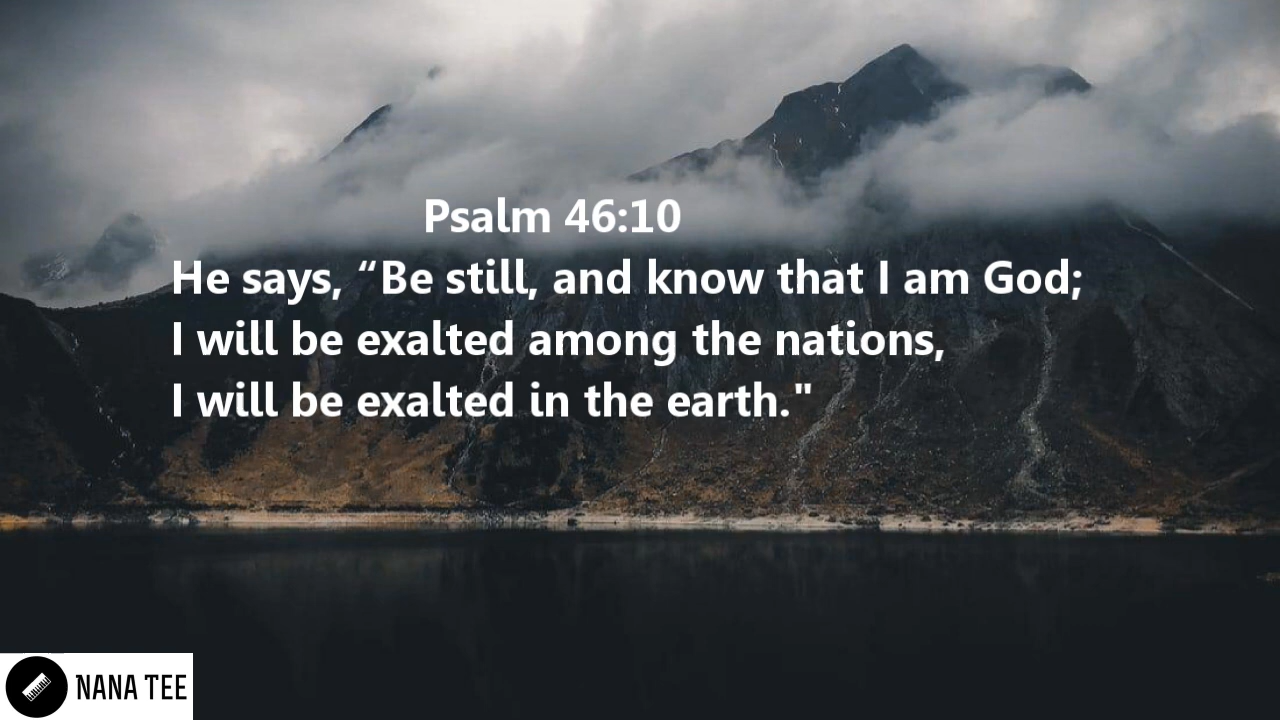 Psalm 46:10
He says, “Be still, and know that I am God;
I will be exalted among the nations,
I will be exalted in the earth."
NANA TEE